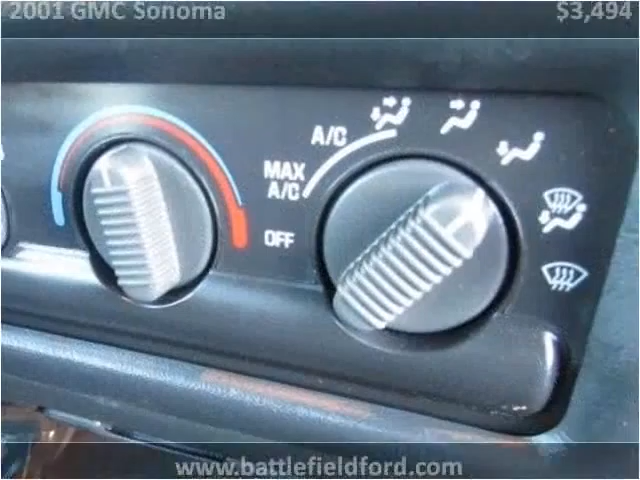 2001 GMC Sonoma
$3,494
A/C
MAX
A/C
OFF
www.battlefieldford.com